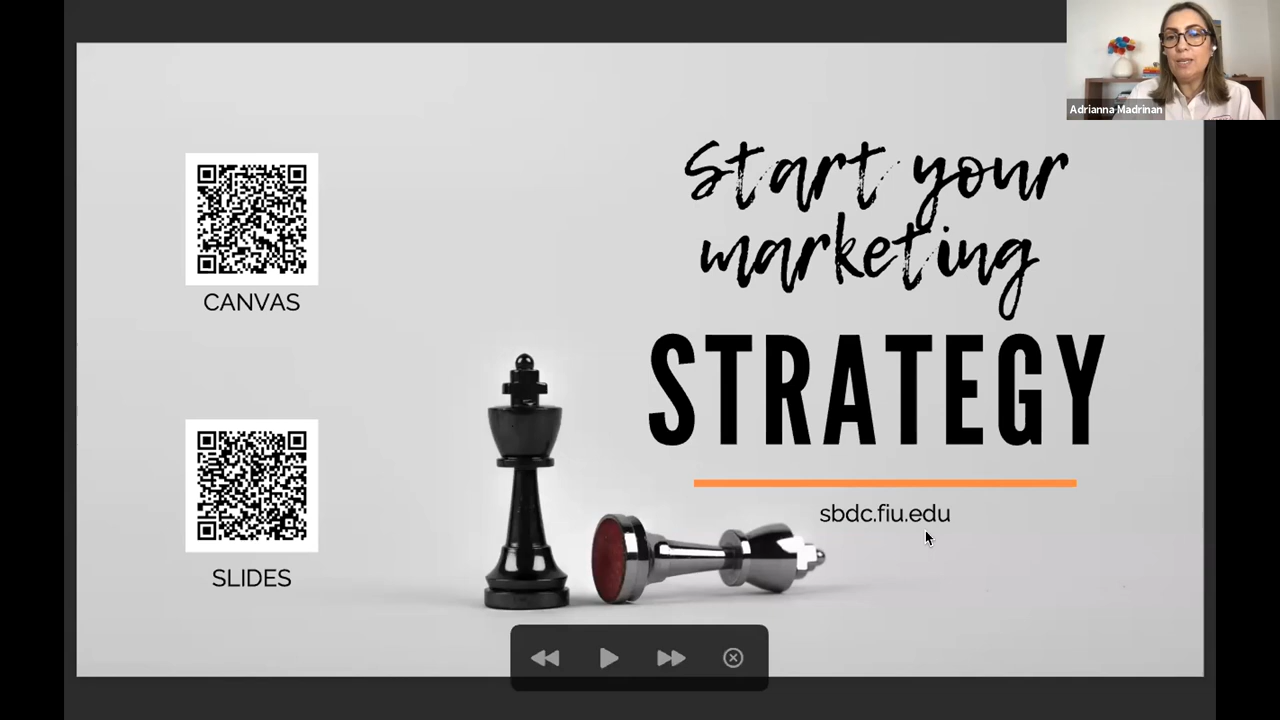 Adrianna Madrinan
Start your
marketing
STRATEGY
sbdc.fiu.edu
CANVAS
SLIDES